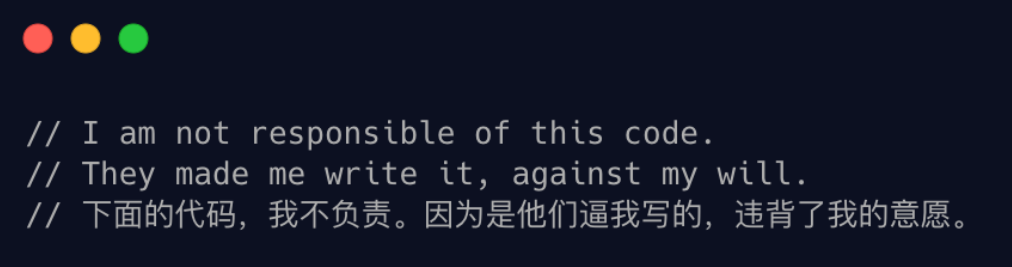 // I am not responsible of this code.
// They made me write it, against my will.
// 下面的代码，我不负责。因为是他们逼我写的，违背了我的意愿。